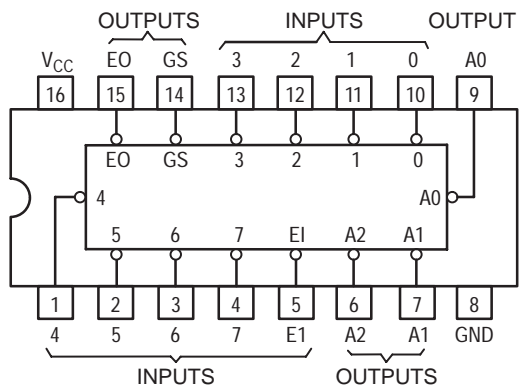 OUTPUTS INPUTS OUTPUT
VCC EO GS 3 2 1 0 A0
16 15 14 13 12 11 10 9
EO GS 3 2 1 0
4 A0
5 6 7 EI A2 A1
1 2 3 4 5 6 7 8
4 5 6 7 E1 A2 A1 GND
INPUTS OUTPUTS